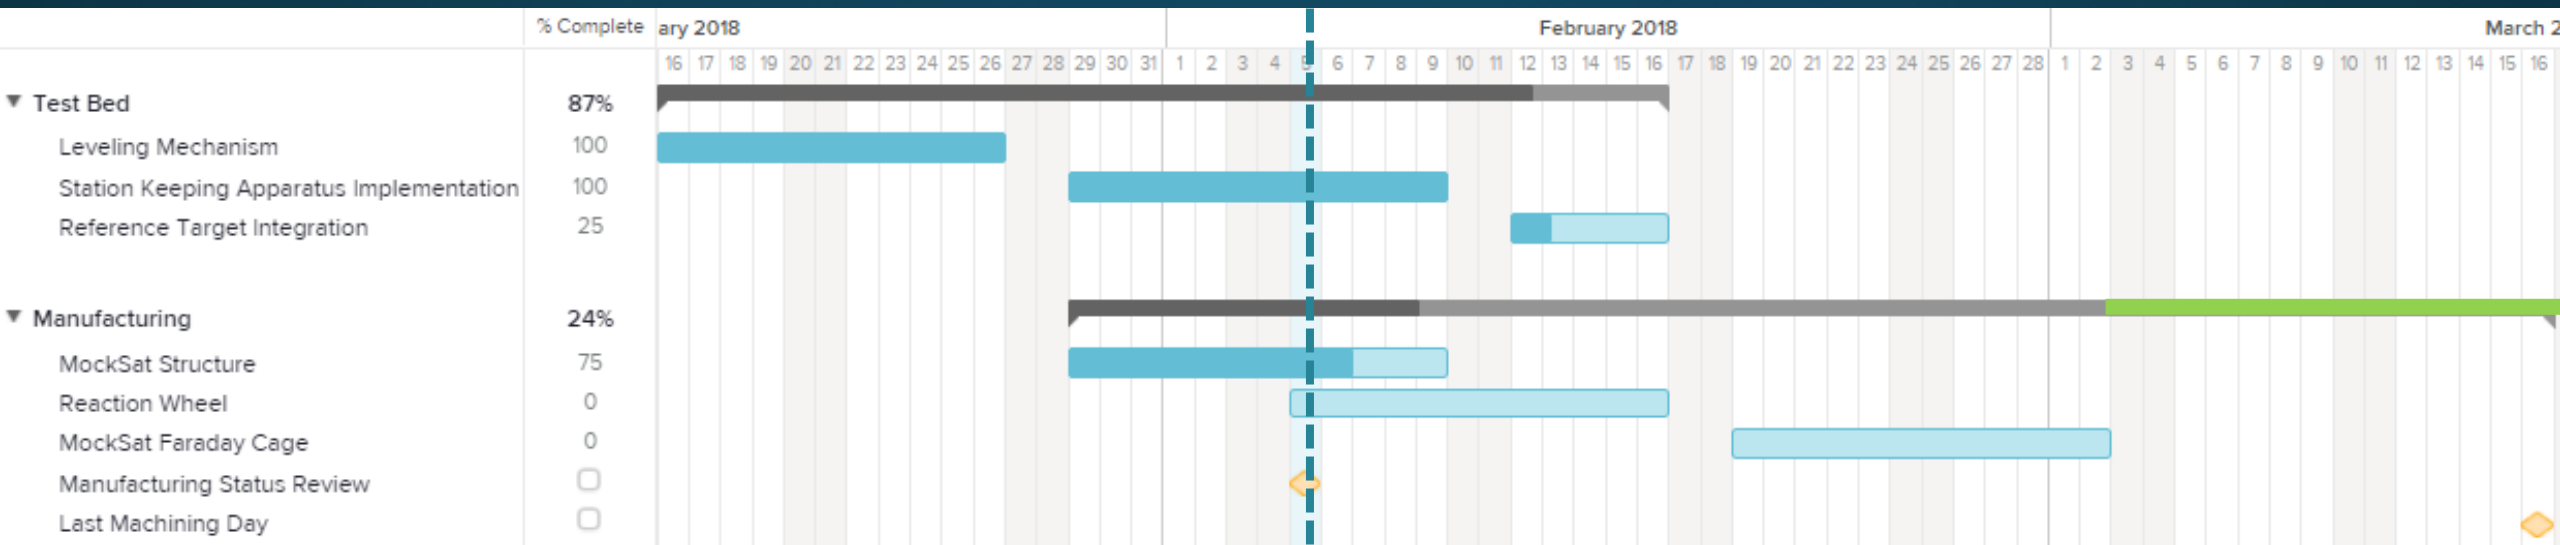 % Complete ary 2018 February 2018 March 2
16 17 18 19 20 21 22 23 24 25 26 27 28 29 30 31 1 2 3 4 5 6 7 8 9 10 11 12 13 14 15 16 17 18 19 20 21 22 23 24 25 26 27 28 1 2 3 4 5 6 7 8 9 10 11 12 13 14 15 16
Test Bed 87%
Leveling Mechanism 100
Station Keeping Apparatus Implementation 100
Reference Target Integration 25
Manufacturing 24%
MockSat Structure 75
Reaction Wheel 0
MockSat Faraday Cage 0
Manufacturing Status Review
Last Machining Day